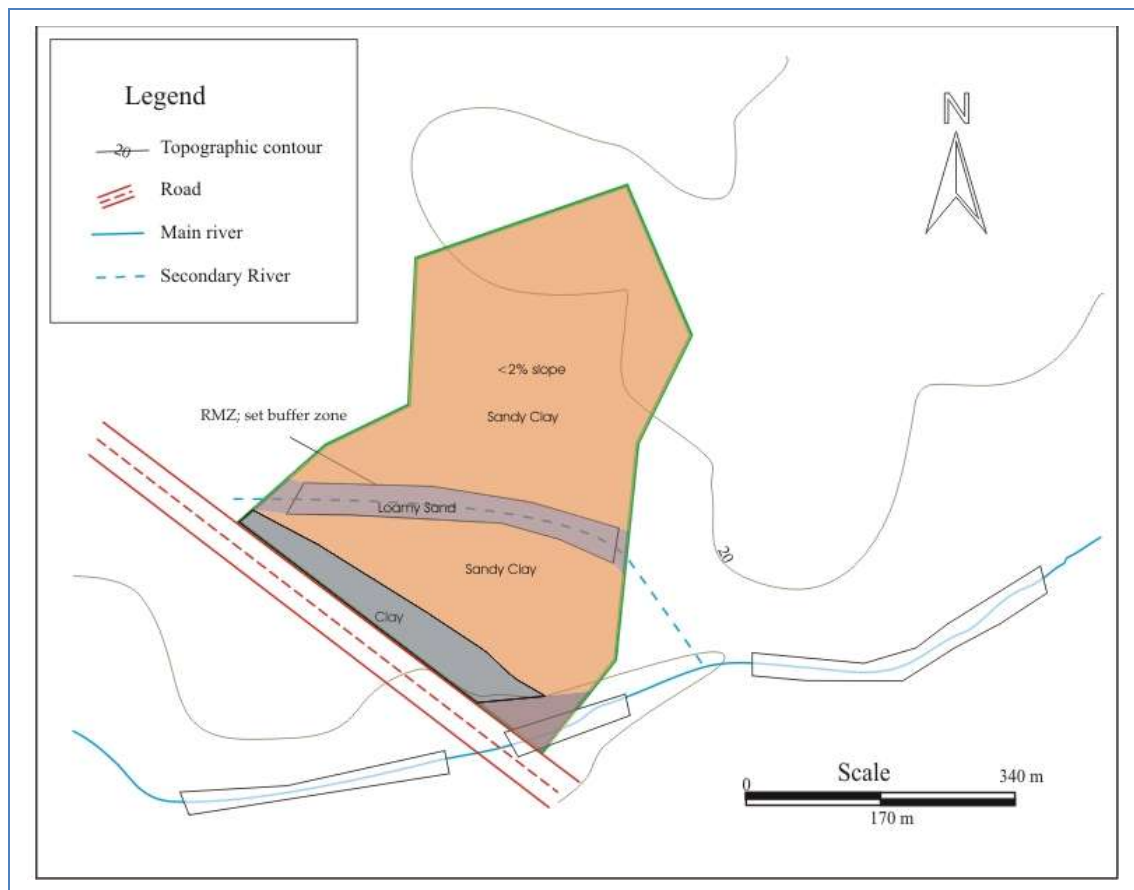 Legend
20
Topographic contour
Road
Main river
Secondary River
N
<2% slope
Sandy Clay
RMZ; set buffer zone
Loamy Sand
Sandy Clay
Clay
20
Scale
0
340 m
170 m